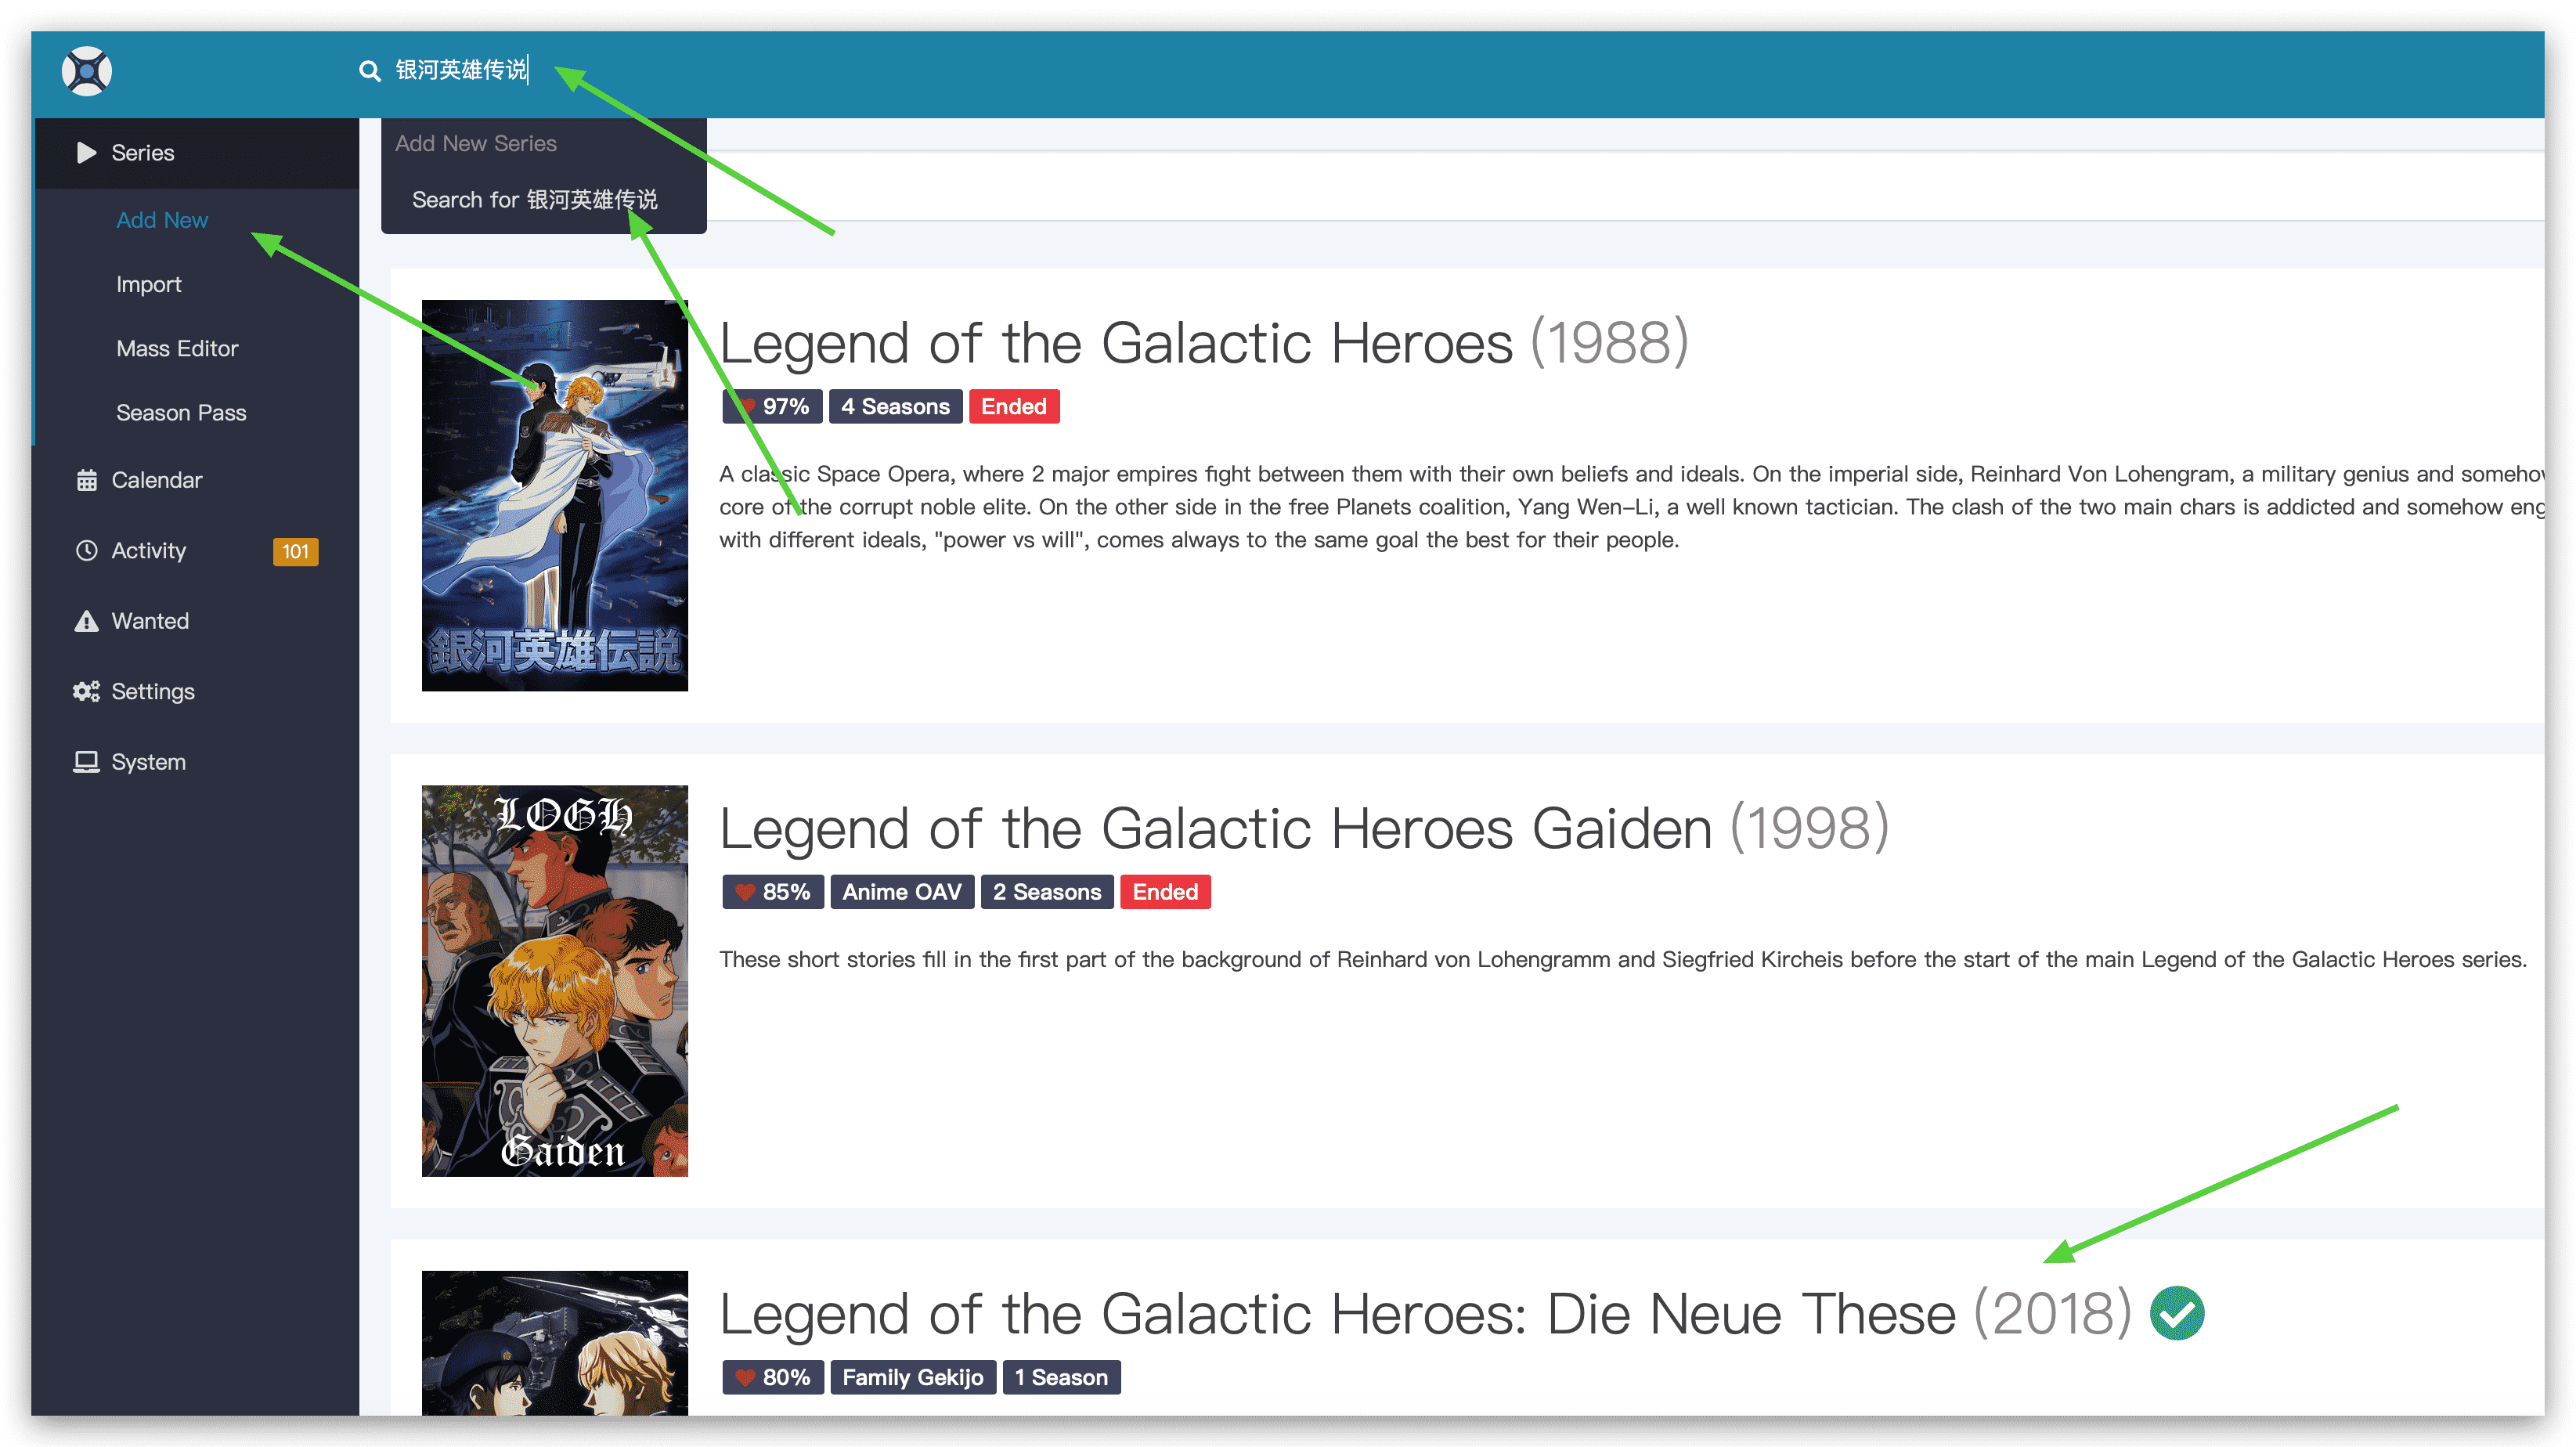 银河英雄传说
Series
Add New
Import
Mass Editor
Season Pass
Calendar
Activity 101
Wanted
Settings
System
Add New Series
Search for 银河英雄传说
銀河英雄伝説
Legend of the Galactic Heroes (1988)
97% 4 Seasons Ended
A classic Space Opera, where 2 major empires fight between them with their own beliefs and ideals. On the imperial side, Reinhard Von Lohengram, a military genius and
core of the corrupt noble elite. On the other side in the free Planets coalition, Yang Wen-Li, a well known tactician. The clash of the two main chars is addicted and somehow
with different ideals, "power vs will", comes always to the same goal the best for their people.
LOGH
Gaiden
Legend of the Galactic Heroes Gaiden (1998)
85% Anime OAV 2 Seasons Ended
These short stories fill in the first part of the background of Reinhard von Lohengramm and Siegfried Kircheis before the start of the main Legend of the Galactic Heroes series.
Legend of the Galactic Heroes: Die Neue These (2018)
80% Family Gekijo 1 Season